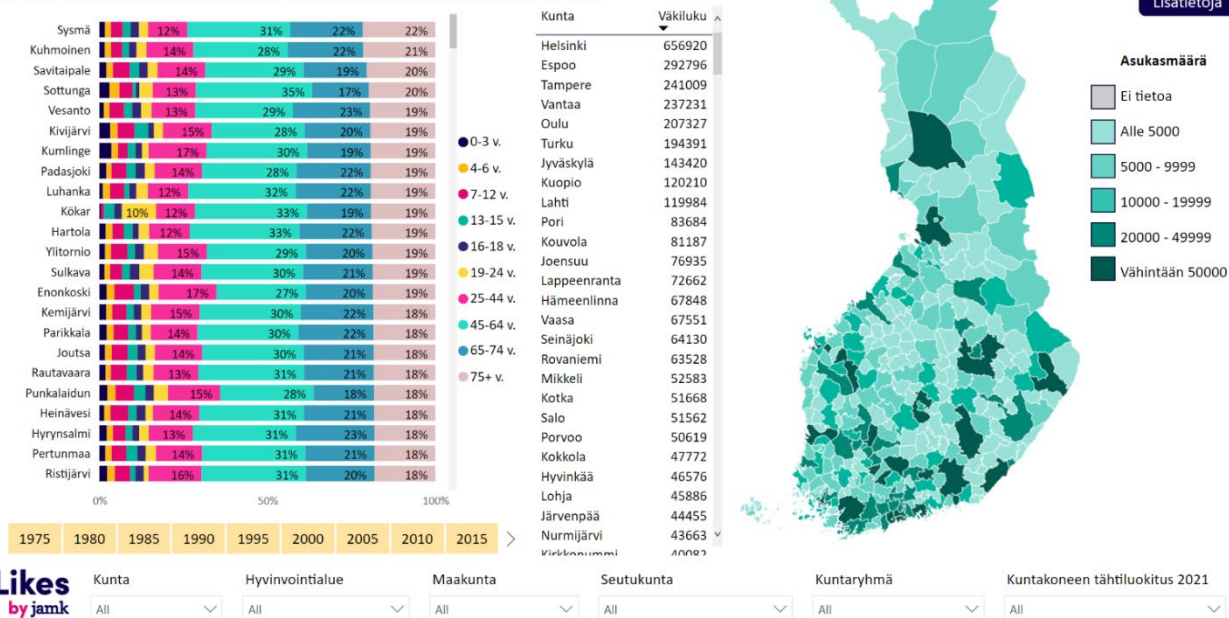 Sysmä 12% 31% 22% 22%
Kuhmoinen 14% 28% 22% 21%
Savitaipale 14% 29% 19% 20%
Sottunga 13% 35% 17% 20%
Vesanto 13% 29% 23% 19%
Kivijärvi 15% 28% 20% 19%
Kumlinge 17% 30% 19% 19%
Padasjoki 14% 28% 22% 19%
Luhanka 12% 32% 22% 19%
Kökar 10% 12% 33% 19% 19%
Hartola 12% 33% 22% 19%
Ylitornio 15% 29% 20% 19%
Sulkava 14% 30% 21% 19%
Enonkoski 17% 27% 20% 19%
Kemijärvi 15% 30% 22% 18%
Parikkala 14% 30% 22% 18%
Joutsa 14% 30% 21% 18%
Rautavaara 13% 31% 21% 18%
Punkalaidun 15% 28% 18% 18%
Heinävesi 14% 31% 21% 18%
Hyrynsalmi 13% 31% 23% 18%
Pertunmaa 14% 31% 21% 18%
Ristijärvi 16% 31% 20% 18%
0% 50% 100%
0-3 v.
4-6 v.
7-12 v.
13-15 v.
16-18 v.
19-24 v.
25-44 v.
45-64 v.
65-74 v.
75+ v.
1975 1980 1985 1990 1995 2000 2005 2010 2015
Kunta Väkiluku
Helsinki 656920
Espoo 292796
Tampere 241009
Vantaa 237231
Oulu 207327
Turku 194391
Jyväskylä 143420
Kuopio 120210
Lahti 119984
Pori 83684
Kouvola 81187
Joensuu 76935
Lappeenranta 72662
Hämeenlinna 67848
Vaasa 67551
Seinäjoki 64130
Rovaniemi 63528
Mikkeli 52583
Kotka 51668
Salo 51562
Porvoo 50619
Kokkola 47772
Hyvinkää 46576
Lohja 45886
Järvenpää 44455
Nurmijärvi 43663
Kirkkonummi 40082
Lisätietoja
Asukasmäärä
Ei tietoa
Alle 5000
5000 - 9999
10000 - 19999
20000 - 49999
Vähintään 50000
Likes
by jamk
Kunta
All
Hyvinvointialue
All
Maakunta
All
Seutukunta
All
Kuntaryhmä
All
Kuntakoneen tähtiluokitus 2021
All